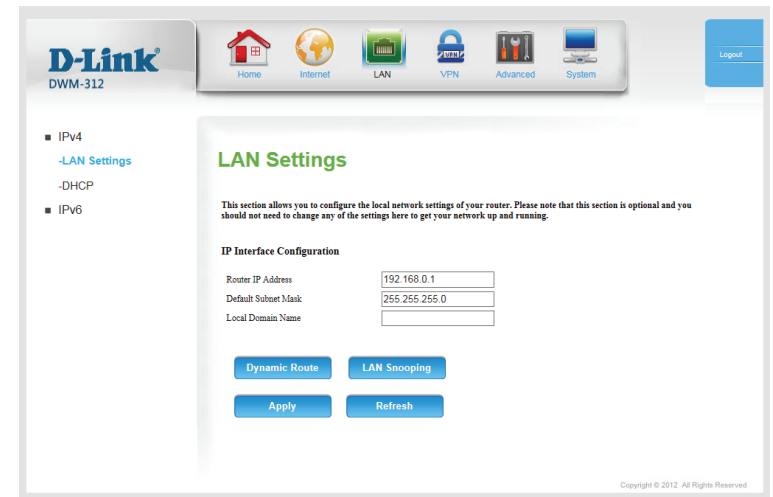 D-Link®
DWM-312
Home
Internet
LAN
VPN
VPN
Advanced
System
Logout
IPv4
-LAN Settings
-DHCP
IPv6
LAN Settings
This section allows you to configure the local network settings of your router. Please note that this section is optional and you
should not need to change any of the settings here to get your network up and running.
IP Interface Configuration
Router IP Address 192.168.0.1
Default Subnet Mask 255.255.255.0
Local Domain Name
Dynamic Route LAN Snooping
Apply Refresh
Copyright © 2012 All Rights Reserved